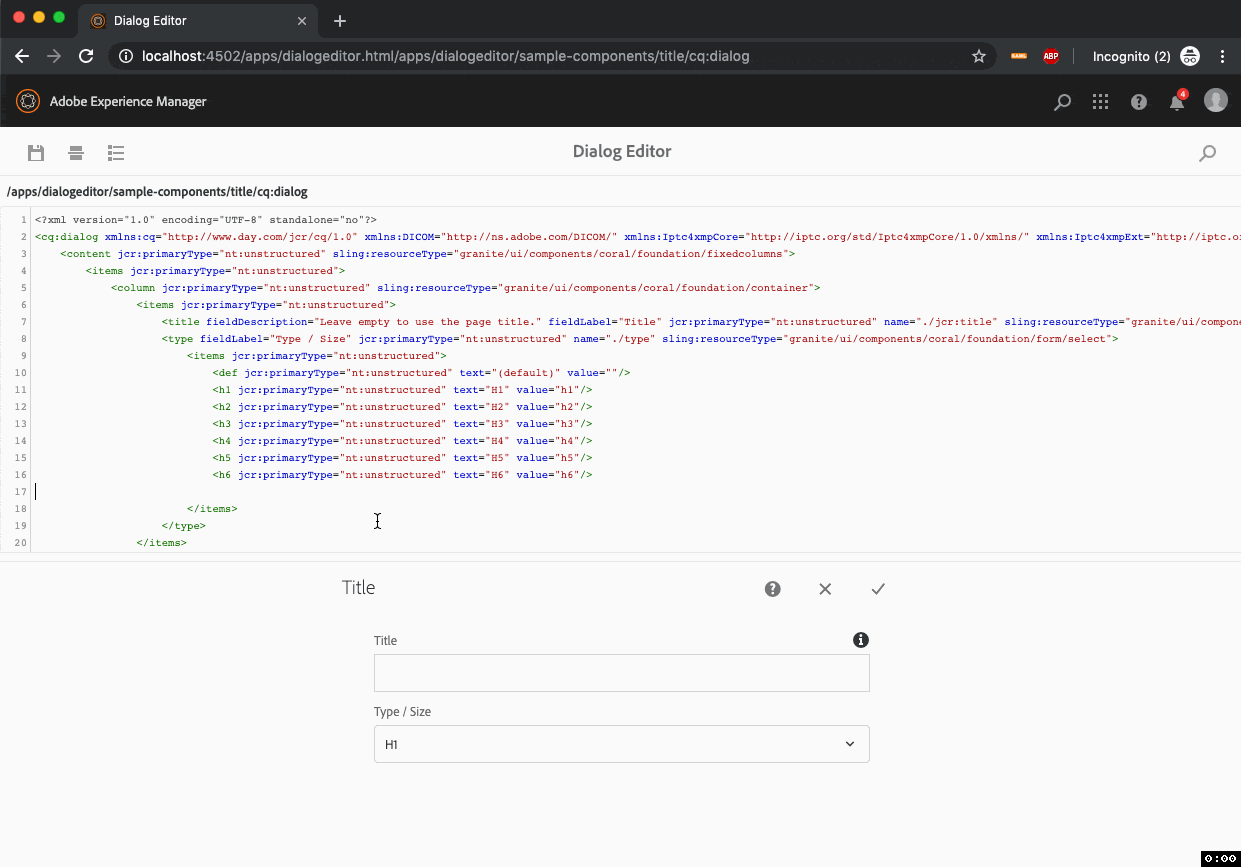 Dialog Editor
localhost:4502/apps/dialogeditor.html/apps/dialogeditor/sample-components/title/cq:dialog
ABP
Incognito (2)
Adobe Experience Manager
4
Dialog Editor
/apps/dialogeditor/sample-components/title/cq:dialog
1 <?xml version="1.0" encoding="UTF-8" standalone="no"?>
2 <cq:dialog xmlns:cq="http://www.day.com/jcr/cq/1.0" xmlns:DICOM="http://ns.adobe.com/DICOM/" xmlns:Iptc4xmpCore="http://iptc.org/std/Iptc4xmpCore/1.0/xmlns/" xmlns:Iptc4xmpExt="http://iptc.o
3 <content jcr:primaryType="nt:unstructured" sling:resourceType="granite/ui/components/coral/foundation/fixedcolumns">
4 <items jcr:primaryType="nt:unstructured">
5 <column jcr:primaryType="nt:unstructured" sling:resourceType="granite/ui/components/coral/foundation/container">
6 <items jcr:primaryType="nt:unstructured">
7 <title fieldDescription="Leave empty to use the page title." fieldLabel="Title" jcr:primaryType="nt:unstructured" name="./jcr:title" sling:resourceType="granite/ui/compone
8 <type fieldLabel="Type / Size" jcr:primaryType="nt:unstructured" name="./type" sling:resourceType="granite/ui/components/coral/foundation/form/select">
9 <items jcr:primaryType="nt:unstructured">
10 <def jcr:primaryType="nt:unstructured" text="(default)" value=""/>
11 <h1 jcr:primaryType="nt:unstructured" text="H1" value="h1"/>
12 <h2 jcr:primaryType="nt:unstructured" text="H2" value="h2"/>
13 <h3 jcr:primaryType="nt:unstructured" text="H3" value="h3"/>
14 <h4 jcr:primaryType="nt:unstructured" text="H4" value="h4"/>
15 <h5 jcr:primaryType="nt:unstructured" text="H5" value="h5"/>
16 <h6 jcr:primaryType="nt:unstructured" text="H6" value="h6"/>
17
18 </items>
19 </type>
20 </items>
Title
Title
Type / Size
H1
0:00